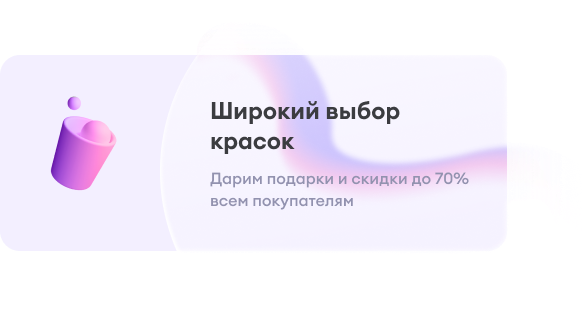 Широкий выбор
красок
Дарим подарки и скидки до 70%
всем покупателям